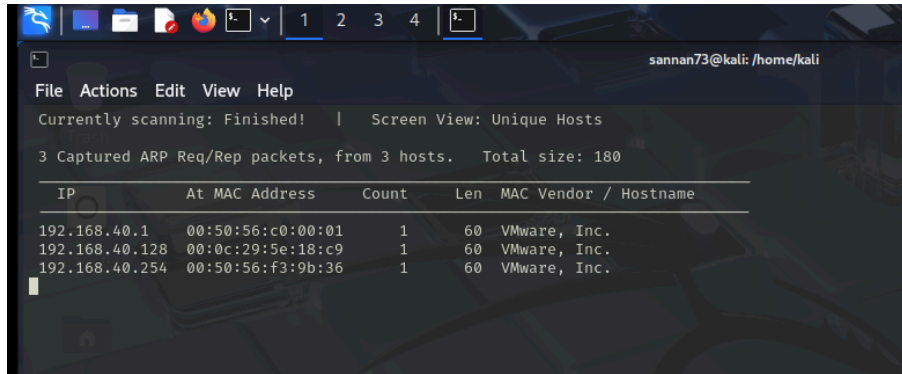 1 2 3 4
sannan73@kali: /home/kali
File Actions Edit View Help
Currently scanning: Finished! | Screen View: Unique Hosts
3 Captured ARP Req/Rep packets, from 3 hosts. Total size: 180
IP At MAC Address Count Len MAC Vendor / Hostname
192.168.40.1 00:50:56:c0:00:01 1 60 VMware, Inc.
192.168.40.128 00:0c:29:5e:18:c9 1 60 VMware, Inc.
192.168.40.254 00:50:56:f3:9b:36 1 60 VMware, Inc.